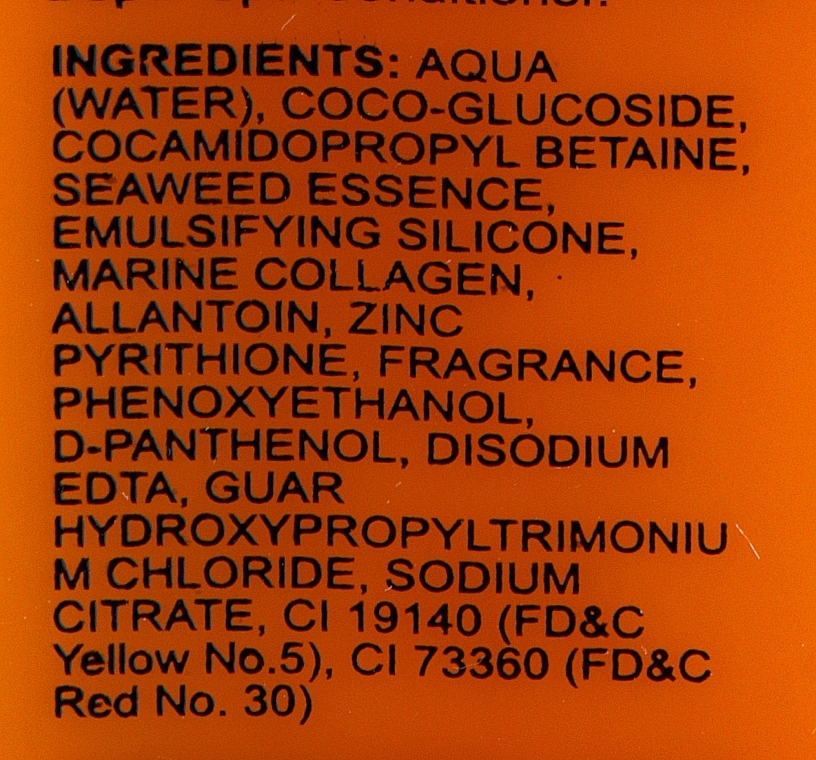 INGREDIENTS: AQUA
(WATER), COCO-GLUCOSIDE,
COCAMIDOPROPYL BETAINE,
SEAWEED ESSENCE,
EMULSIFYING SILICONE,
MARINE COLLAGEN,
ALLANTOIN, ZINC
PYRITHIONE, FRAGRANCE,
PHENOXYETHANOL,
D-PANTHENOL, DISODIUM
EDTA, GUAR
HYDROXYPROPYLTRIMONIU
M CHLORIDE, SODIUM
CITRATE, CI 19140 (FD&C
Yellow No.5), CI 73360 (FD&C
Red No. 30)